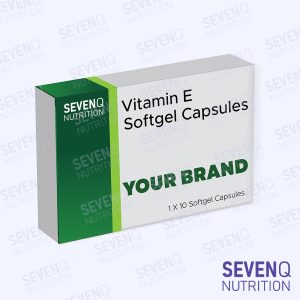 SEVENQ
NUTRITION
Vitamin E
Softgel Capsules
YOUR BRAND
1 X 10 Softgel Capsules
SEVENQ
NUTRITION